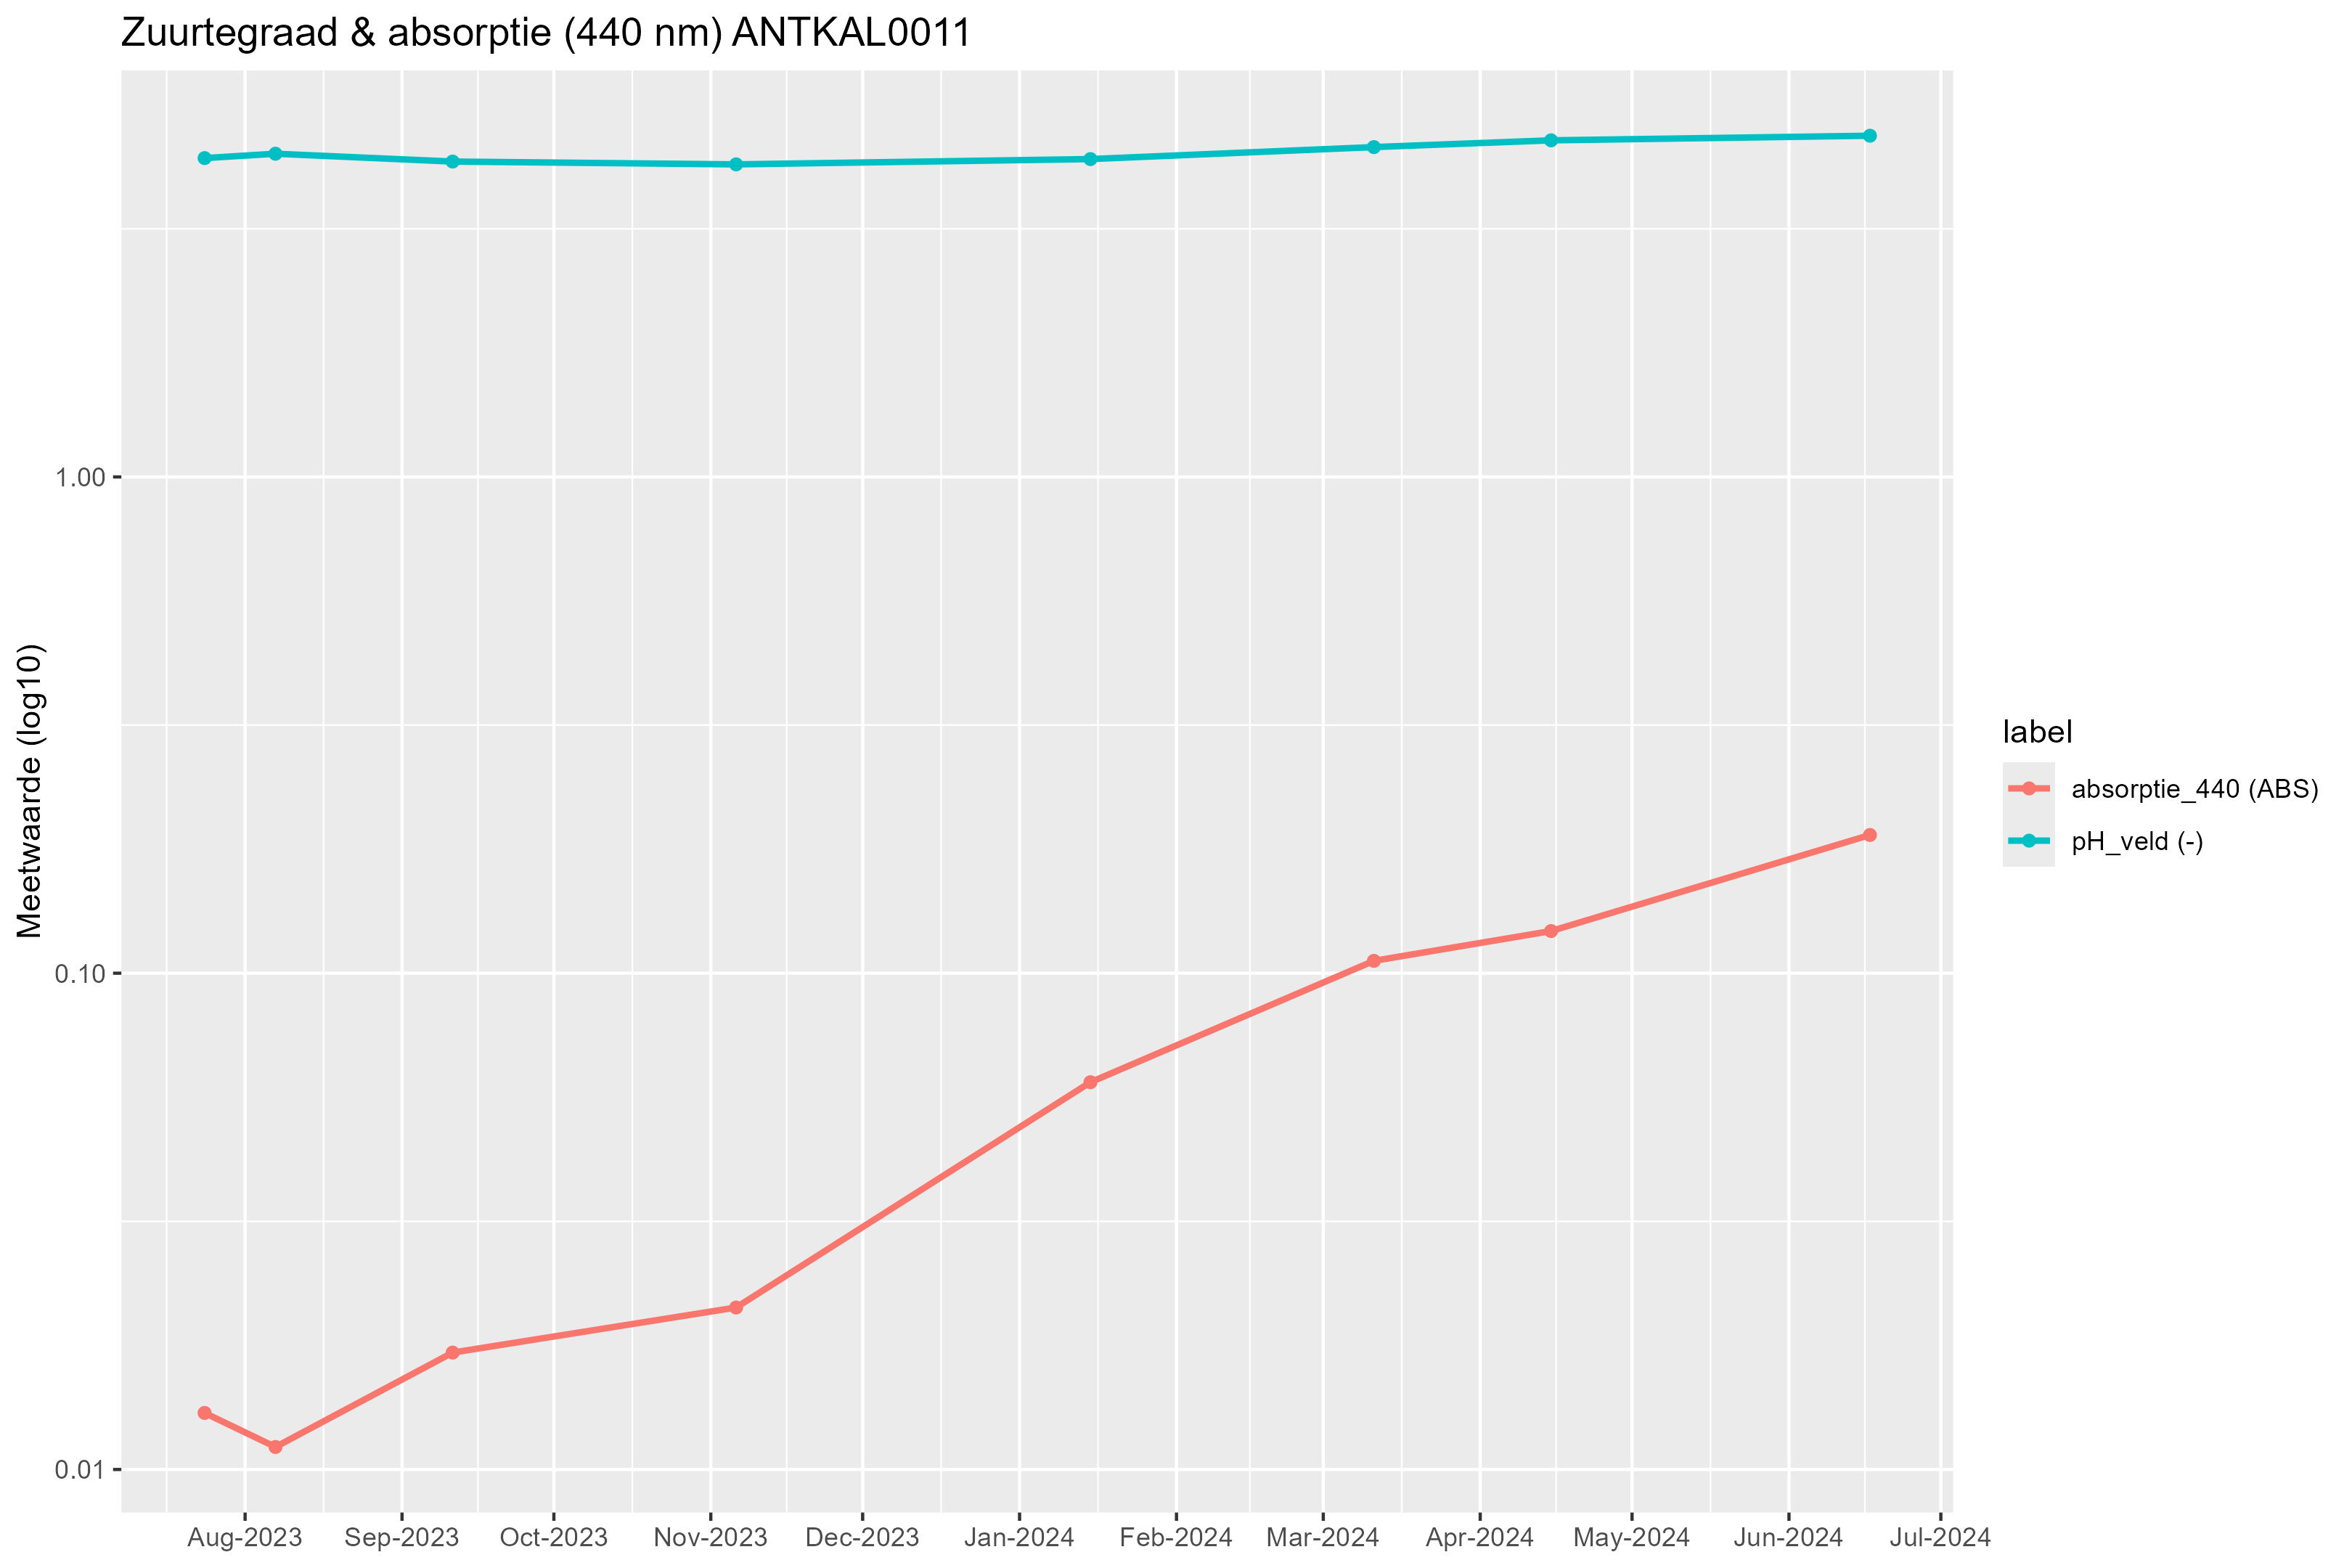 Zuurtegraad & absorptie (440 nm) ANTKAL0011
Meetwaarde (log10)
1.00
0.10
0.01
Aug-2023
Sep-2023
Oct-2023
Nov-2023
Dec-2023
Jan-2024
Feb-2024
Mar-2024
Apr-2024
May-2024
Jun-2024
Jul-2024
label
absorptie_440 (ABS)
pH_veld (-)